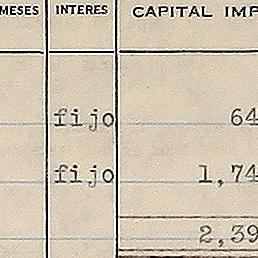 MESES INTERES CAPITAL IMP
fijo 64
fijo 1,74
2,39